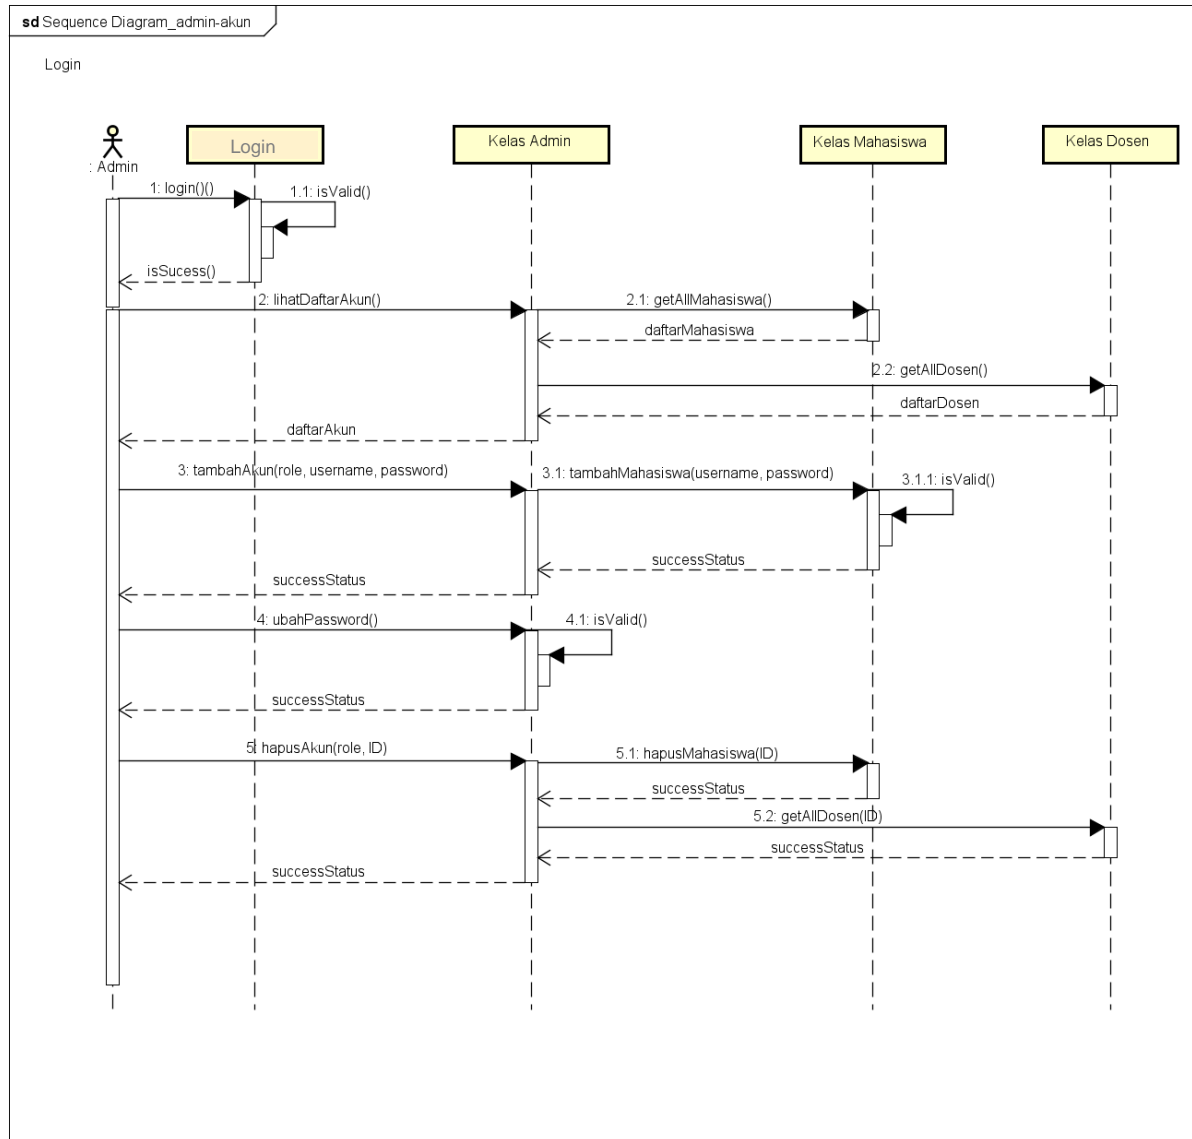 sd Sequence Diagram_admin-akun
Login
: Admin
Login
Kelas Admin
Kelas Mahasiswa
Kelas Dosen
1: login()()
1.1: isValid()
isSucess()
2: lihatDaftarAkun()
2.1: getAllMahasiswa()
daftarMahasiswa
2.2: getAllDosen()
daftarDosen
daftarAkun
3: tambahAkun(role, username, password)
3.1: tambahMahasiswa(username, password)
3.1.1: isValid()
successStatus
successStatus
4: ubahPassword()
4.1: isValid()
successStatus
5: hapusAkun(role, ID)
5.1: hapusMahasiswa(ID)
successStatus
5.2: getAllDosen(ID)
successStatus
successStatus